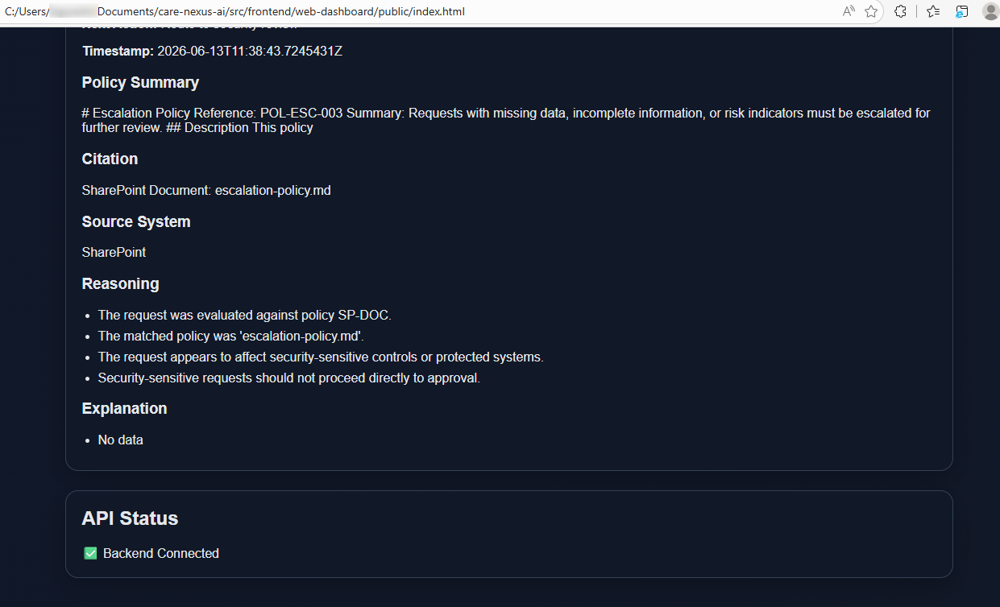 C:/Users/ Documents/care-nexus-ai/src/frontend/web-dashboard/public/index.html
Timestamp: 2026-06-13T11:38:43.7245431Z
Policy Summary
# Escalation Policy Reference: POL-ESC-003 Summary: Requests with missing data, incomplete information, or risk indicators must be escalated for
further review. ## Description This policy
Citation
SharePoint Document: escalation-policy.md
Source System
SharePoint
Reasoning
• The request was evaluated against policy SP-DOC.
• The matched policy was 'escalation-policy.md'.
• The request appears to affect security-sensitive controls or protected systems.
• Security-sensitive requests should not proceed directly to approval.
Explanation
• No data
API Status
✅ Backend Connected